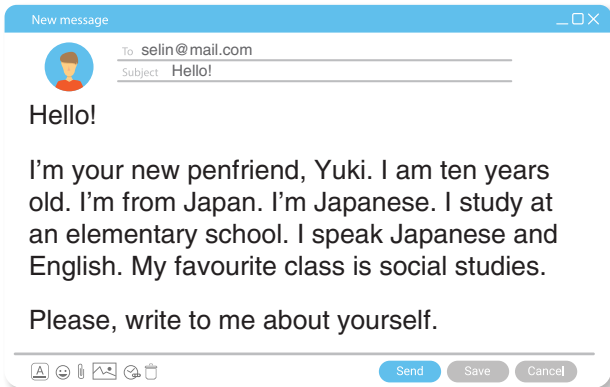 New message
To selin@mail.com
Subject Hello!
Hello!
I'm your new penfriend, Yuki. I am ten years
old. I'm from Japan. I'm Japanese. I study at
an elementary school. I speak Japanese and
English. My favourite class is social studies.
Please, write to me about yourself.
A Send Save Cancel